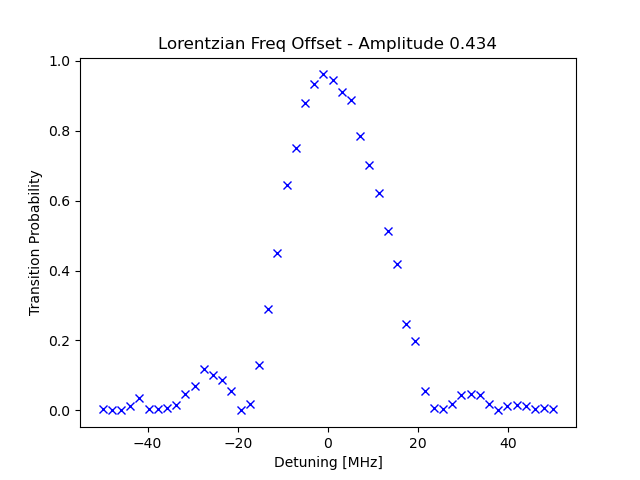 Lorentzian Freq Offset - Amplitude 0.434
1.0
0.8
0.6
0.4
0.2
0.0
Transition Probability
−40 −20 0 20 40
Detuning [MHz]